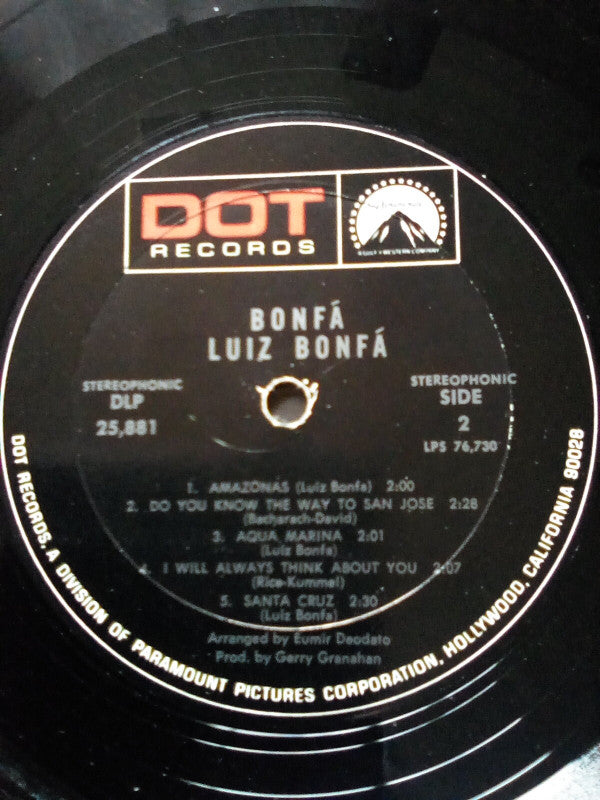 DOT
RECORDS
A GULF + WESTERN COMPANY
BONFÁ
LUIZ BONFÁ
STEREOPHONIC
DLP
25,881
STEREOPHONIC
SIDE
2
LPS 76,730
1. AMAZONAS (Luiz Bonfa) 2:00
2. DO YOU KNOW THE WAY TO SAN JOSE 2:28
(Bacharach-David)
3. AQUA MARINA 2:01
(Luiz Bonfa)
4. I WILL ALWAYS THINK ABOUT YOU 2:07
(Rice-Kummel)
5. SANTA CRUZ 2:30
(Luiz Bonfa)
Arranged by Eumir Deodato
Prod. by Gerry Granahan
DOT RECORDS, A DIVISION OF PARAMOUNT PICTURES CORPORATION, HOLLYWOOD, CALIFORNIA 90028